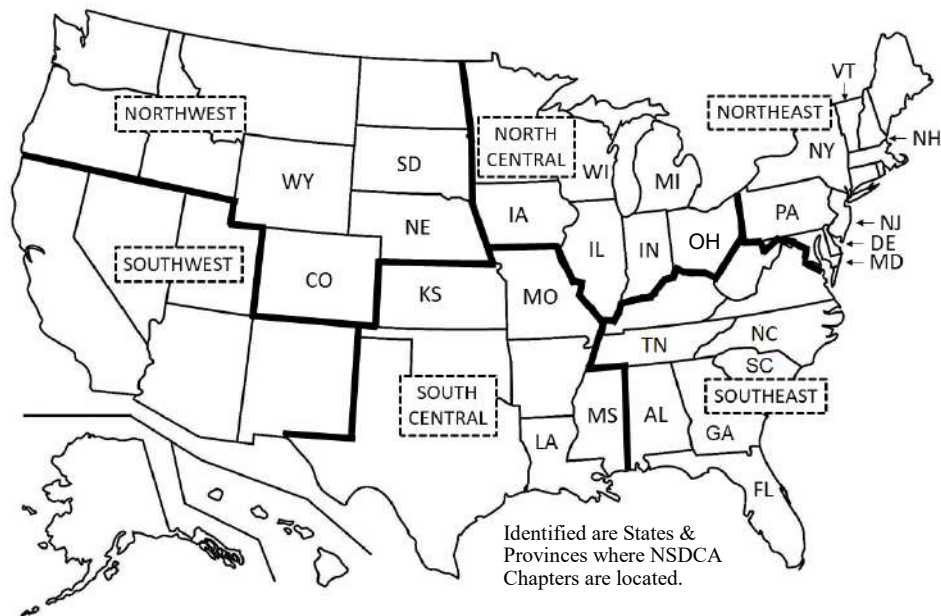 VT
NORTHWEST
NORTHEAST
NORTH
CENTRAL
NH
NY
SD
WI
WY
MI
IA
PA
NE
NJ
OH
IL
IN
DE
SOUTHWEST
MD
CO
KS
MO
NC
TN
SC
SOUTH
CENTRAL
SOUTHEAST
MS
AL
GA
LA
FL
Identified are States &
Provinces where NSDCA
Chapters are located.